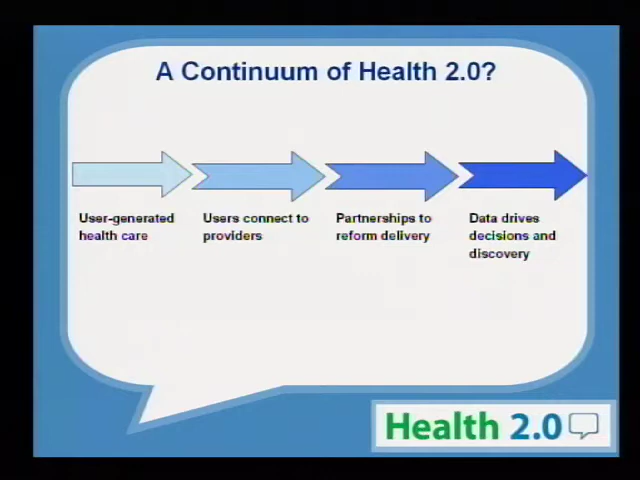 A Continuum of Health 2.0?
User-generated
health care
Users connect to
providers
Partnerships to
reform delivery
Data drives
decisions and
discovery
Health 2.0